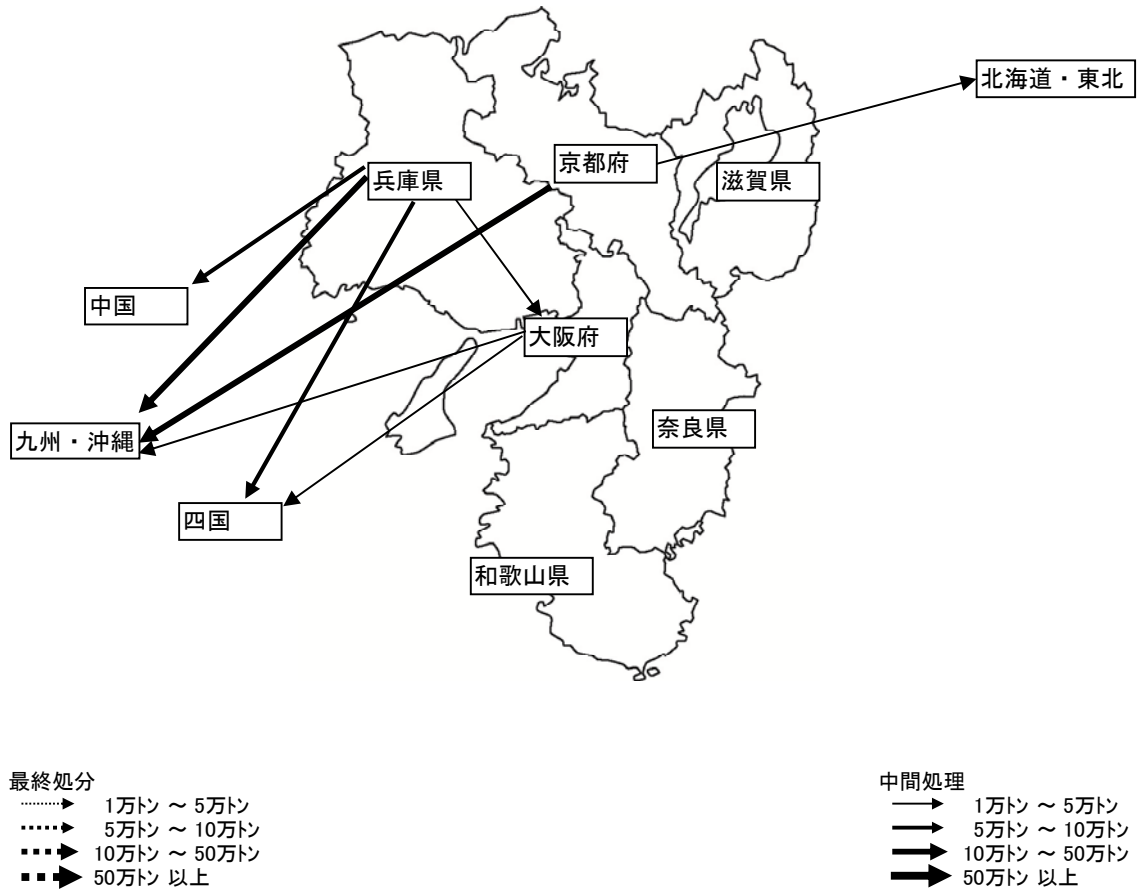 北海道・東北
京都府
兵庫県
滋賀県
中国
大阪府
奈良県
九州・沖縄
四国
和歌山県
最終処分
1万トン ～ 5万トン
5万トン ～ 10万トン
10万トン ～ 50万トン
50万トン 以上
中間処理
1万トン ～ 5万トン
5万トン ～ 10万トン
10万トン ～ 50万トン
50万トン 以上